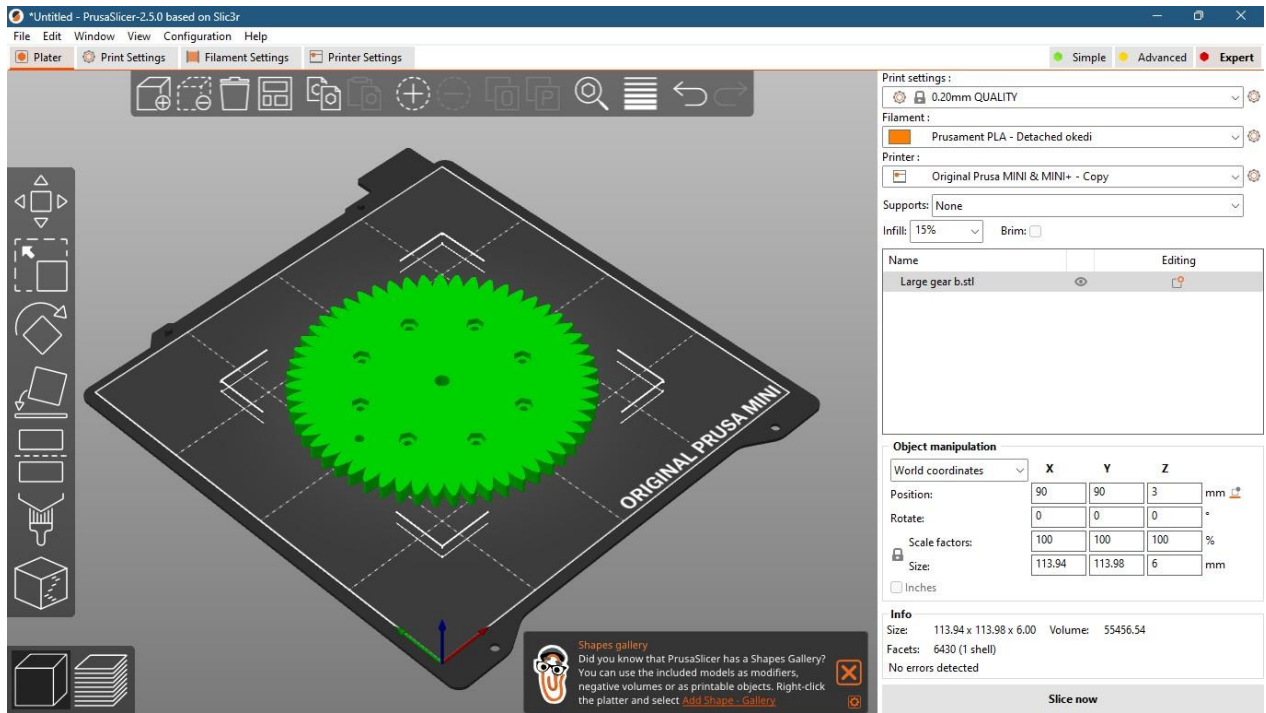 *Untitled - PrusaSlicer-2.5.0 based on Slic3r
File Edit Window View Configuration Help
Plater Print Settings Filament Settings Printer Settings
Simple Advanced Expert
Print settings :
0.20mm QUALITY
Filament :
Prusament PLA - Detached okedi
Printer :
Original Prusa MINI & MINI+ - Copy
Supports: None
Infill: 15% Brim:
Name Editing
Large gear b.stl
ORIGINAL PRUSA MINI
Object manipulation
World coordinates X Y Z
Position: 90 90 3 mm
Rotate: 0 0 0 °
Scale factors: 100 100 100 %
Size: 113.94 113.98 6 mm
Inches
Info
Size: 113.94 x 113.98 x 6.00 Volume: 55456.54
Facets: 6430 (1 shell)
No errors detected
Slice now
Shapes gallery
Did you know that PrusaSlicer has a Shapes Gallery?
You can use the included models as modifiers,
negative volumes or as printable objects. Right-click
the platter and select Add Shape - Gallery